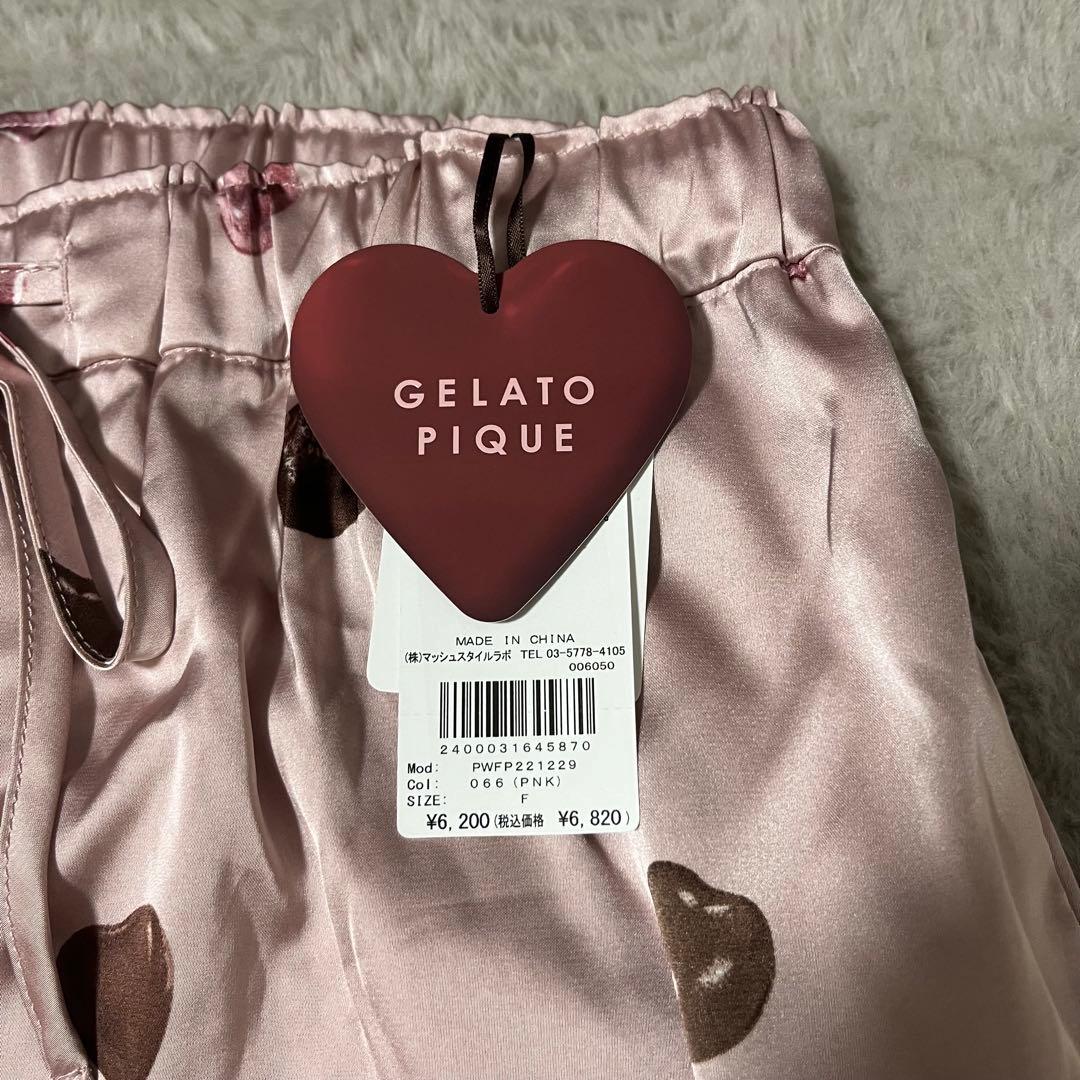 GELATO
PIQUE
MADE IN CHINA
(株)マッシュスタイルラボ TEL 03-5778-4105
006050
2400031645870
Mod: PWFP221229
Col: 066 (PNK)
SIZE: F
¥6,200(税込価格 ¥6,820)